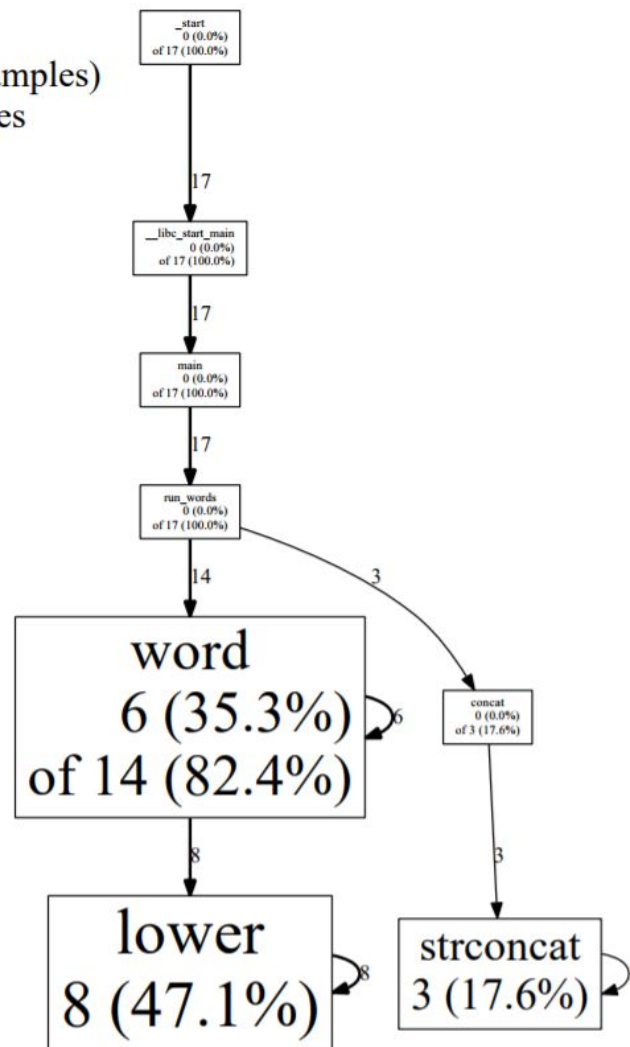 _start
0 (0.0%)
of 17 (100.0%)
mples)
es
17
__libc_start_main
0 (0.0%)
of 17 (100.0%)
17
main
0 (0.0%)
of 17 (100.0%)
17
run_words
0 (0.0%)
of 17 (100.0%)
14
3
word
6 (35.3%)
of 14 (82.4%)
6
concat
0 (0.0%)
of 3 (17.6%)
8
3
lower
8 (47.1%)
8
strconcat
3 (17.6%)